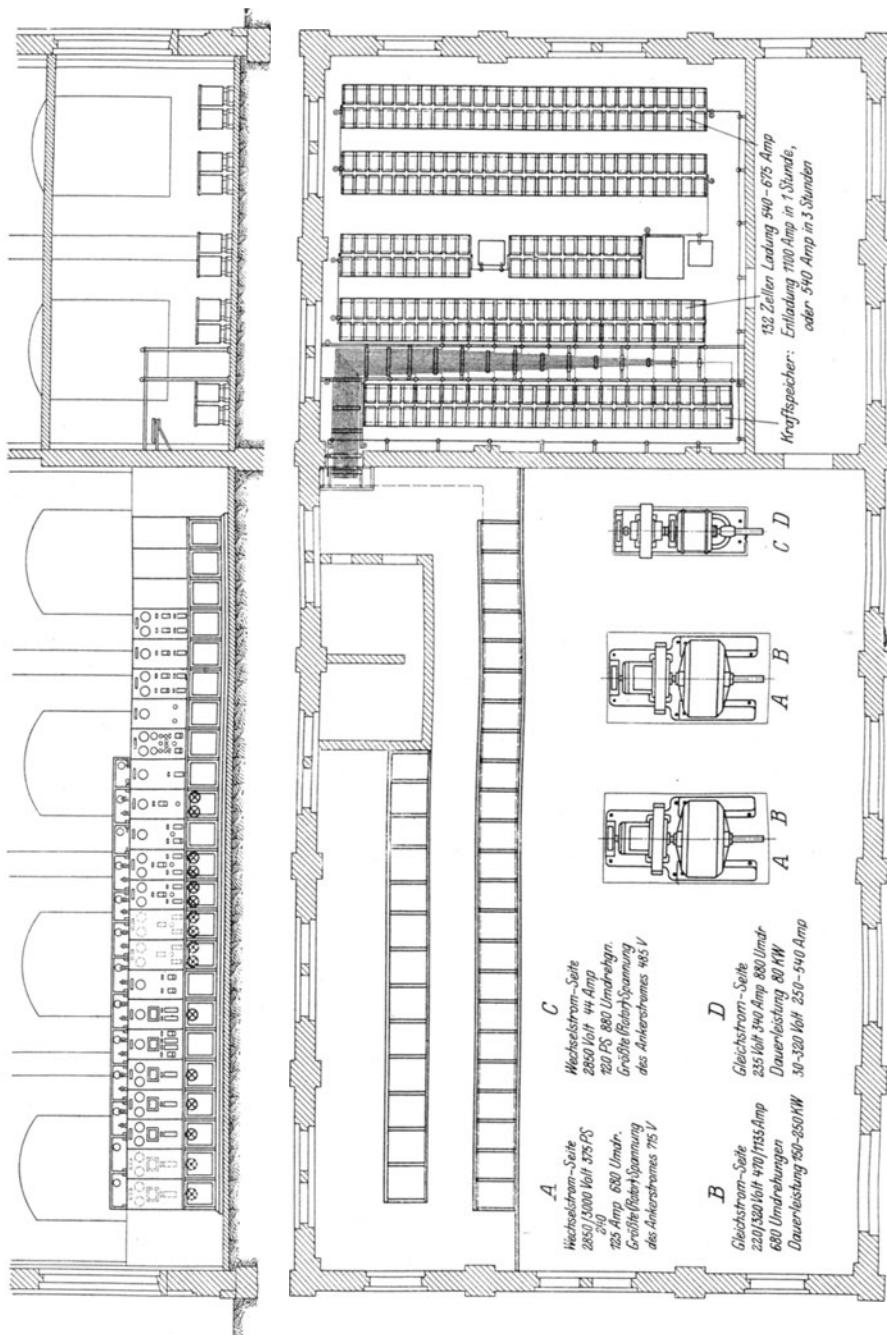 132 Zellen Ladung 540-675 Amp
Kraftspeicher: Entladung 1100 Amp in 1 Stunde,
oder 540 Amp in 3 Stunden
A B
A B
C D
A
Wechselstrom-Seite
2850/3000 Volt 375 PS
240
125 Amp 680 Umdr.
Größte (Rotor) Spannung
des Ankerstromes 715 V
C
Wechselstrom-Seite
2850 Volt 44 Amp
120 PS 880 Umdrehgn.
Größte (Rotor) Spannung
des Ankerstromes 485 V
B
Gleichstrom-Seite
220/320 Volt 470/1135 Amp
680 Umdrehungen
Dauerleistung 150-250 KW
D
Gleichstrom-Seite
235 Volt 340 Amp 880 Umdr
Dauerleistung 80 KW
30-320 Volt 250-540 Amp